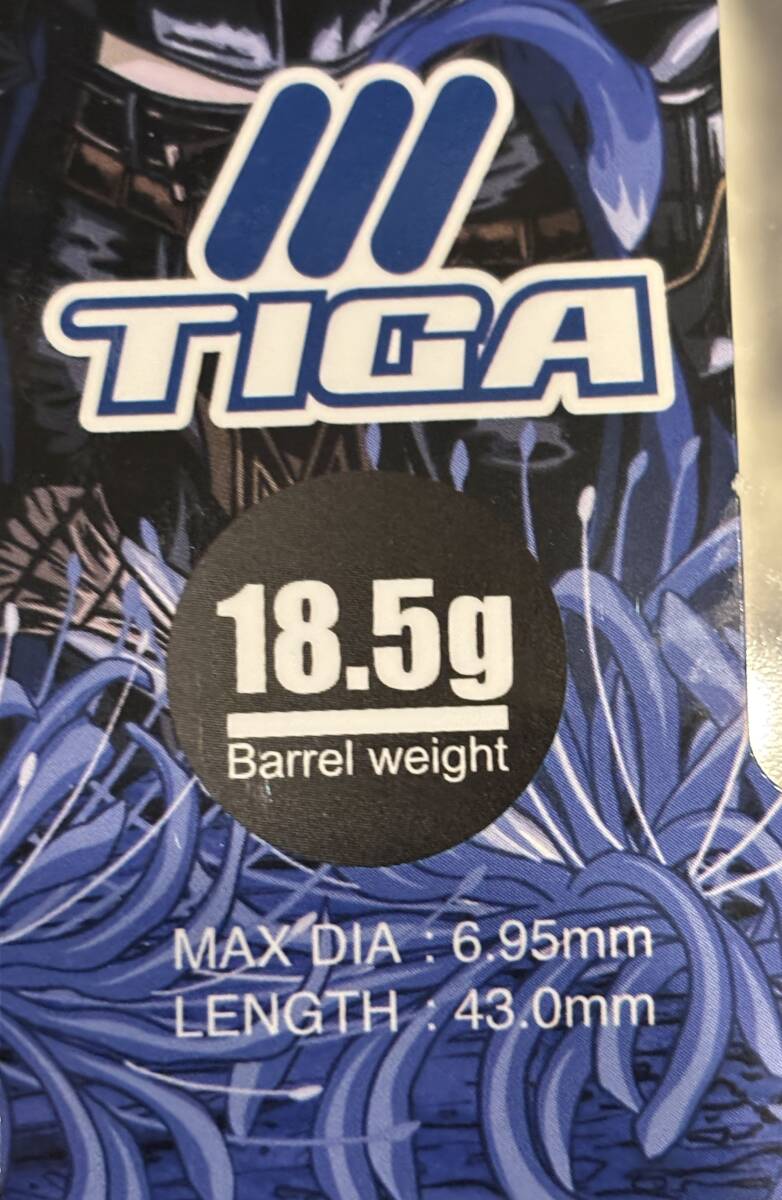 TIGA
18.5g
Barrel weight
MAX DIA : 6.95mm
LENGTH : 43.0mm